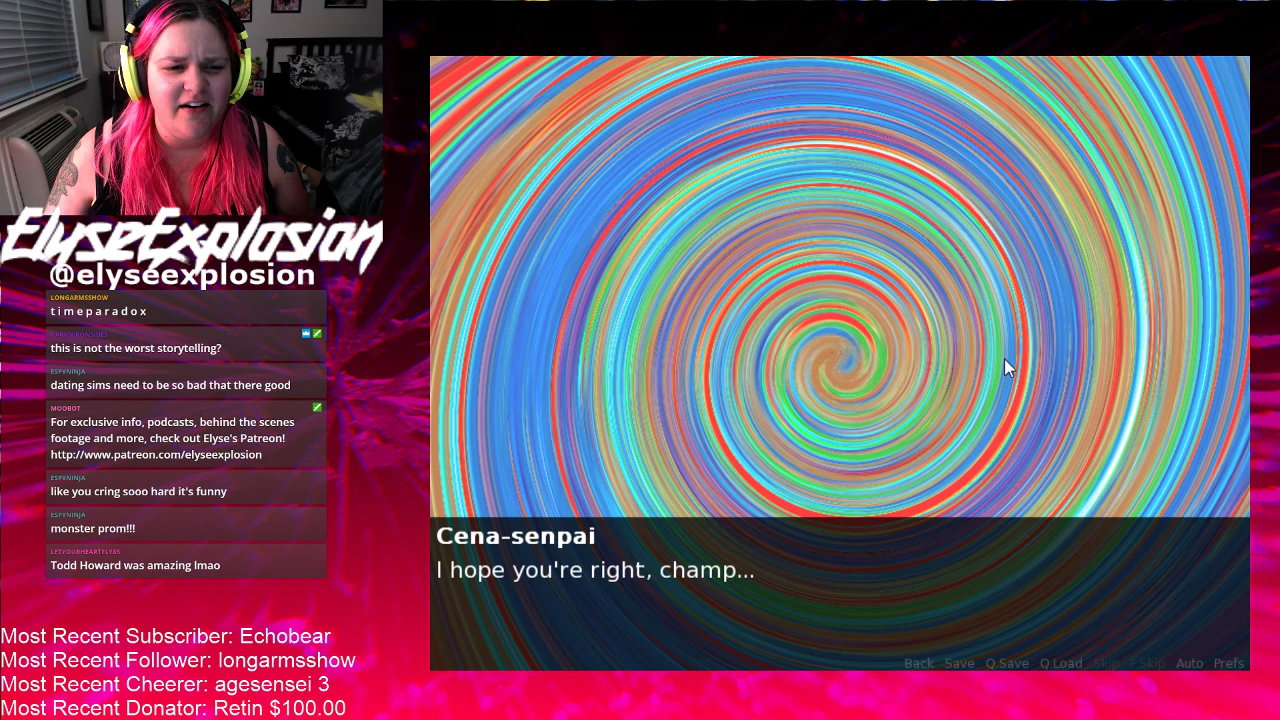 ElyseExplosion
@elyseexplosion
LONGARMSSHOW
t i m e p a r a d o x
this is not the worst storytelling?
ESPYNINJA
dating sims need to be so bad that there good
MOOBOT
For exclusive info, podcasts, behind the scenes
footage and more, check out Elyse's Patreon!
http://www.patreon.com/elyseexplosion
ESPYNINJA
like you cring sooo hard it's funny
ESPYNINJA
monster prom!!!
LETYOURHEARTFLY85
Todd Howard was amazing lmao
Most Recent Subscriber: Echobear
Most Recent Follower: longarmsshow
Most Recent Cheerer: agesensei 3
Most Recent Donator: Retin $100.00
Cena-senpai
I hope you're right, champ...
Back Save Q.Save Q.Load Skip F.Skip Auto Prefs